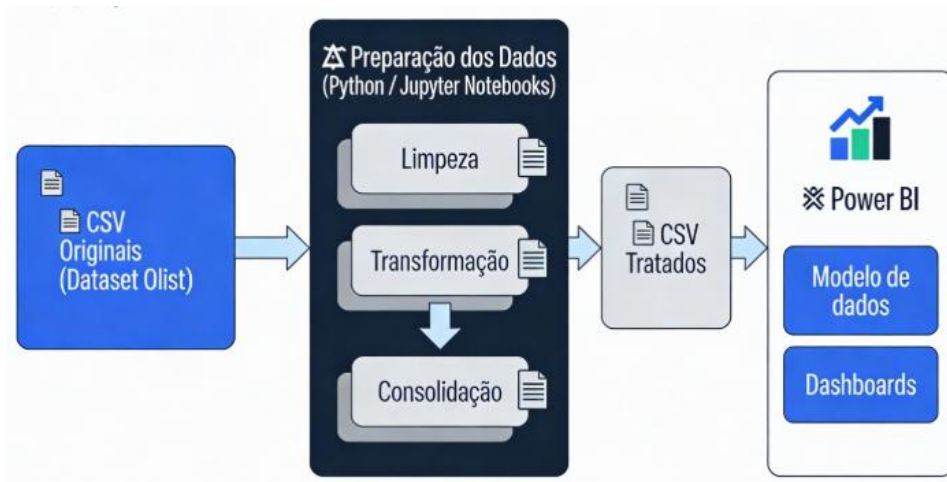 CSV
Originais
(Dataset Olist)
Preparação dos Dados
(Python / Jupyter Notebooks)
Limpeza
Transformação
Consolidação
CSV
Tratados
Power BI
Modelo de
dados
Dashboards